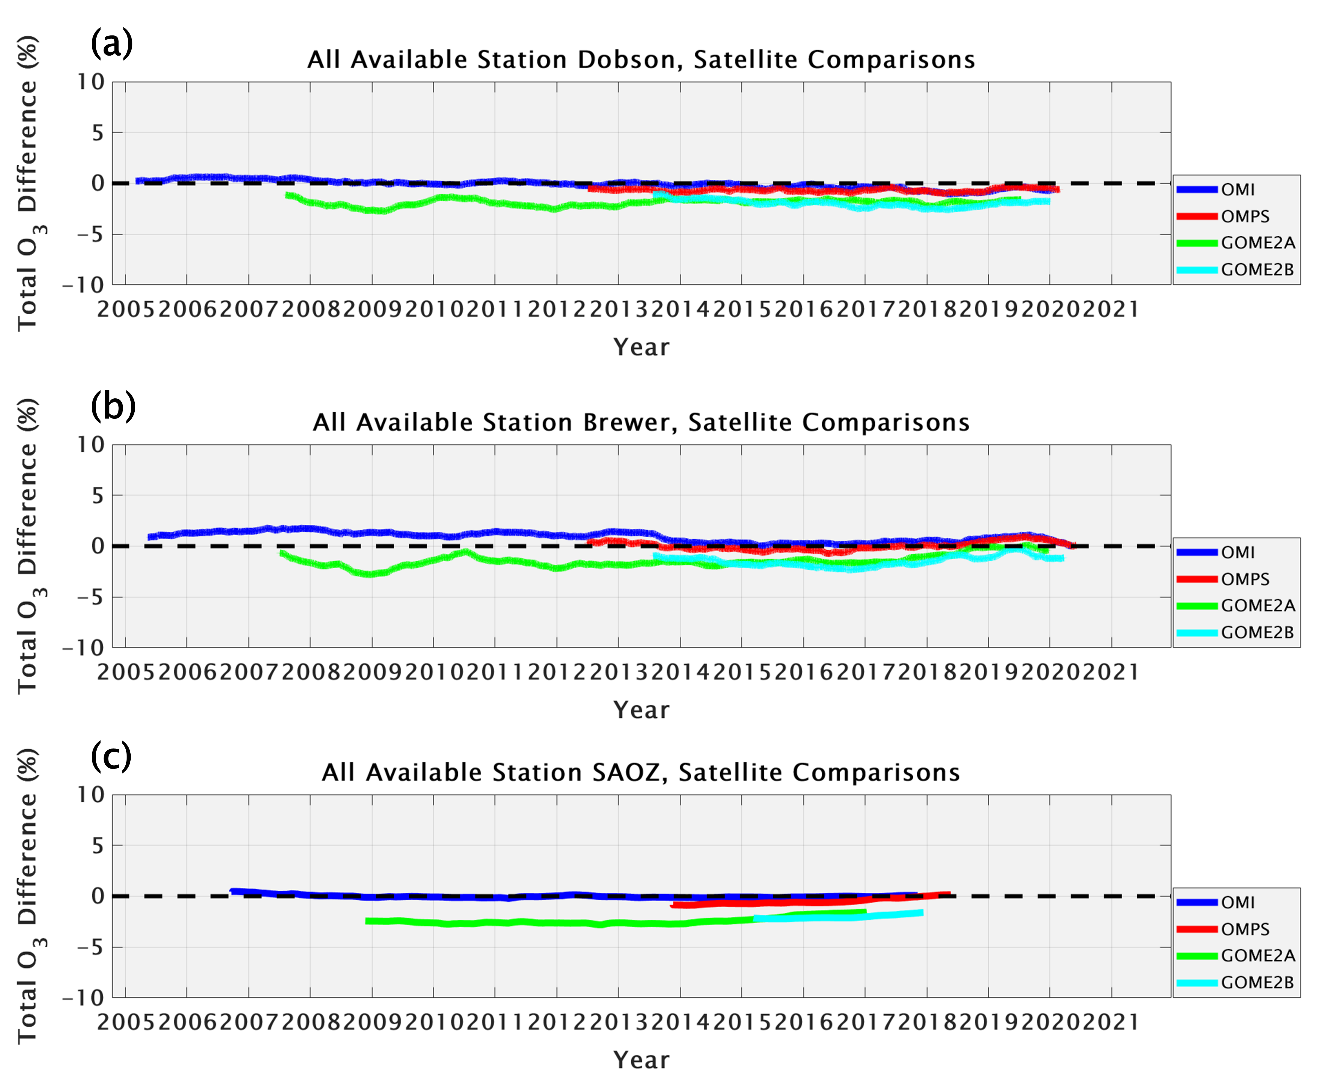 (a)
All Available Station Dobson, Satellite Comparisons
Total O3 Difference (%)
10
5
0
−5
−10
2005 2006 2007 2008 2009 2010 2011 2012 2013 2014 2015 2016 2017 2018 2019 2020 2021
Year
OMI
OMPS
GOME2A
GOME2B
(b)
All Available Station Brewer, Satellite Comparisons
Total O3 Difference (%)
10
5
0
−5
−10
2005 2006 2007 2008 2009 2010 2011 2012 2013 2014 2015 2016 2017 2018 2019 2020 2021
Year
OMI
OMPS
GOME2A
GOME2B
(c)
All Available Station SAOZ, Satellite Comparisons
Total O3 Difference (%)
10
5
0
−5
−10
2005 2006 2007 2008 2009 2010 2011 2012 2013 2014 2015 2016 2017 2018 2019 2020 2021
Year
OMI
OMPS
GOME2A
GOME2B